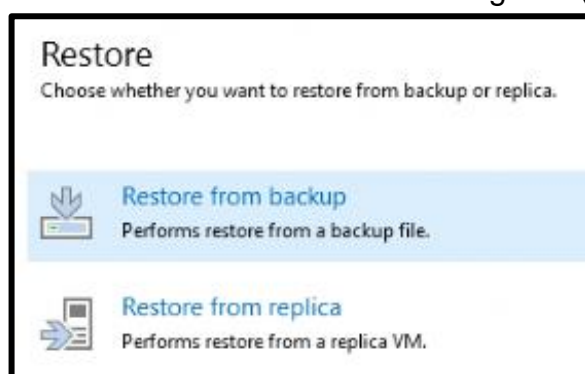 Restore
Choose whether you want to restore from backup or replica.
Restore from backup
Performs restore from a backup file.
Restore from replica
Performs restore from a replica VM.